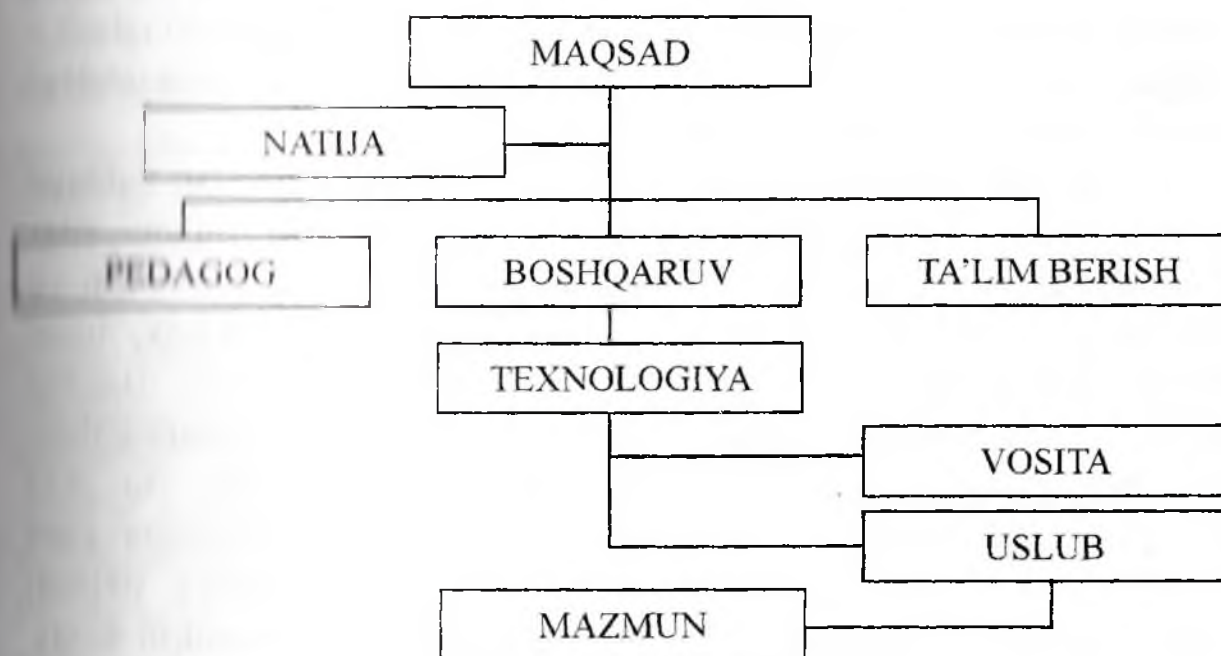 MAQSAD
NATIJA
PEDAGOG
BOSHQARUV
TA'LIM BERISH
TEXNOLOGIYA
VOSITA
USLUB
MAZMUN